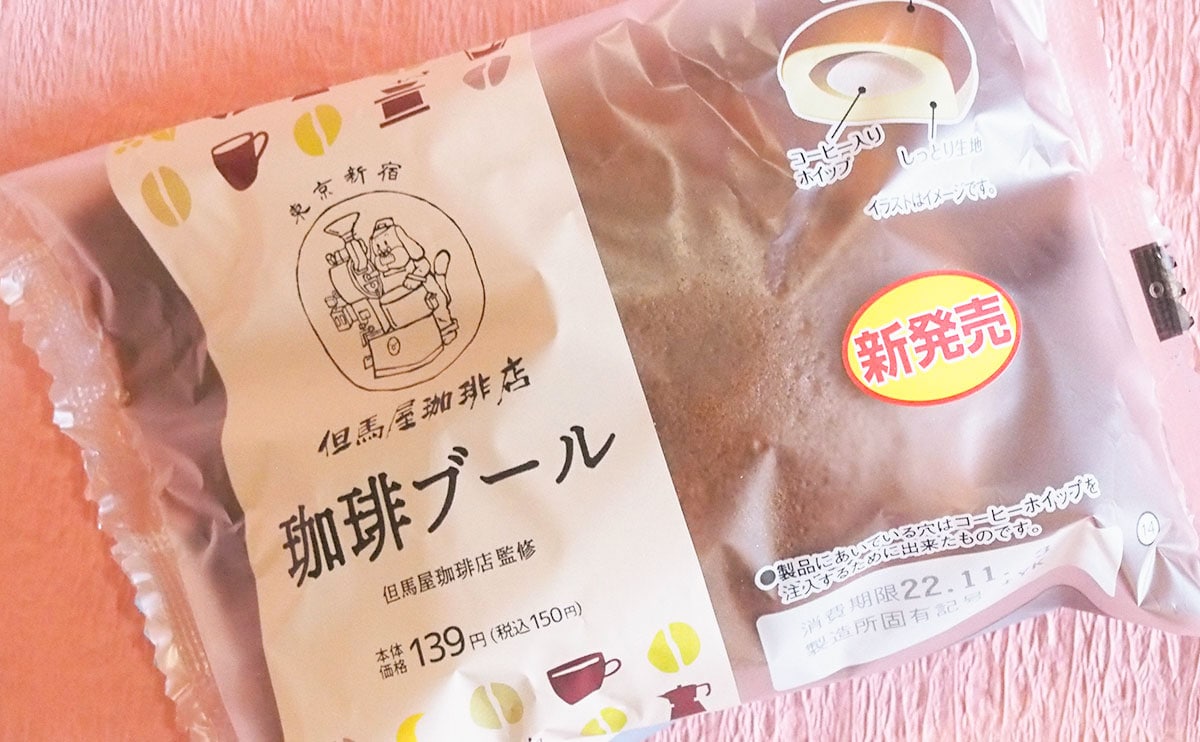 東京新宿
但馬屋珈琲店
珈琲ブール
但馬屋珈琲店監修
本体
価格 139円(税込150円)
コーヒー入り
ホイップ
しっとり生地
イラストはイメージです。
新発売
●製品にあいている穴はコーヒーホイップを
注入するために出来たものです。
消費期限 22.11.
製造所固有記号
14